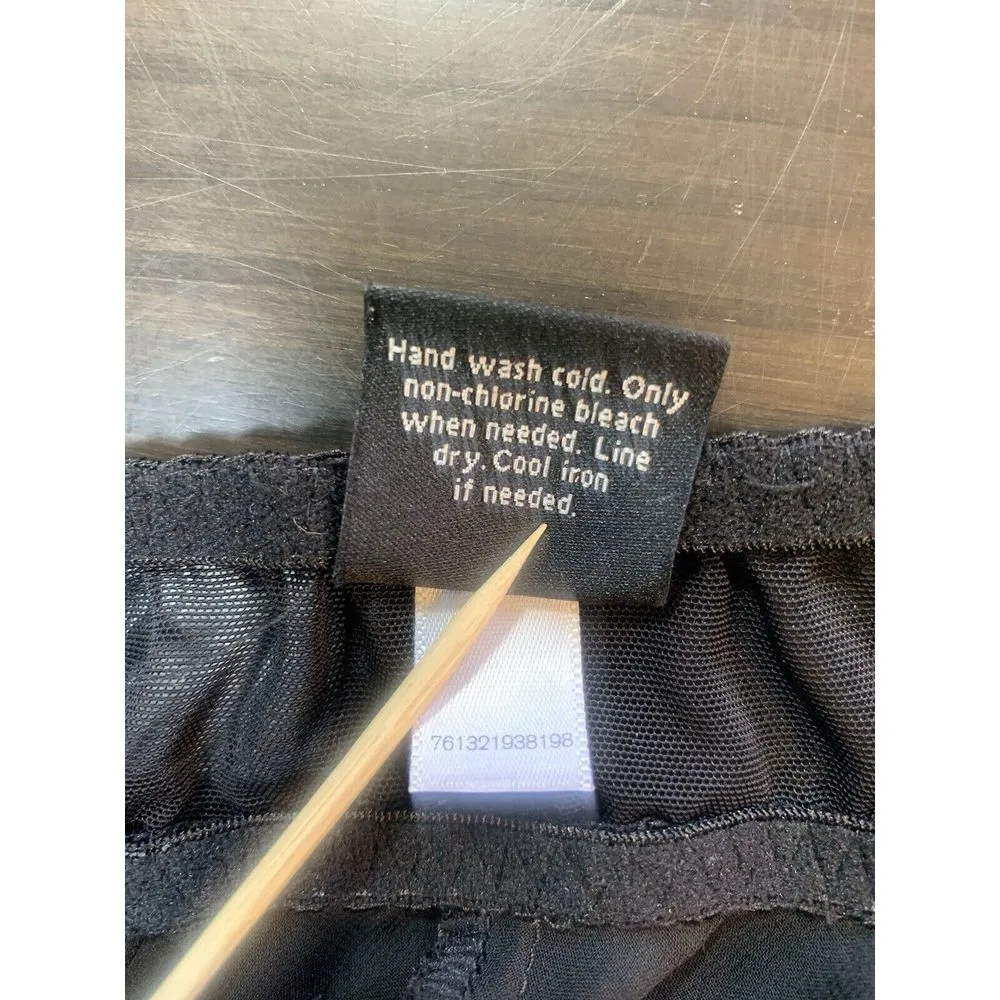 Hand wash cold. Only
non-chlorine bleach
when needed. Line
dry. Cool iron
if needed.
761321938198